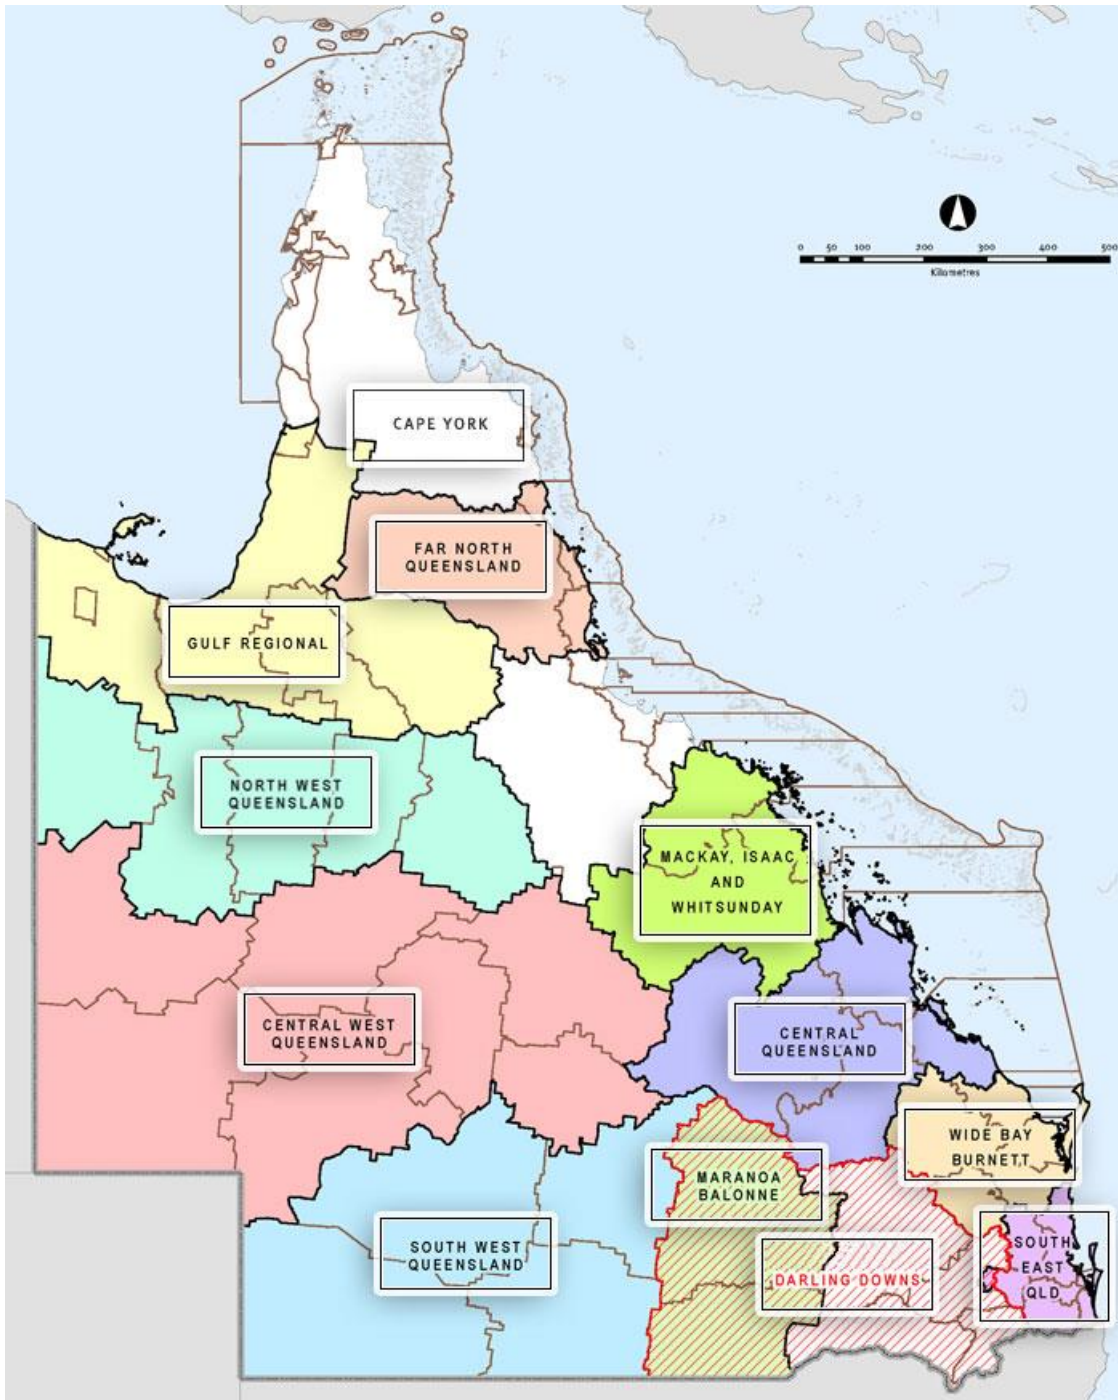 0 50 100 200 300 400 500
Kilometres
CAPE YORK
FAR NORTH
QUEENSLAND
GULF REGIONAL
NORTH WEST
QUEENSLAND
MACKAY, ISAAC
AND
WHITSUNDAY
CENTRAL WEST
QUEENSLAND
CENTRAL
QUEENSLAND
WIDE BAY
BURNETT
MARANOA
BALONNE
SOUTH WEST
QUEENSLAND
DARLING DOWNS
SOUTH
EAST
QLD